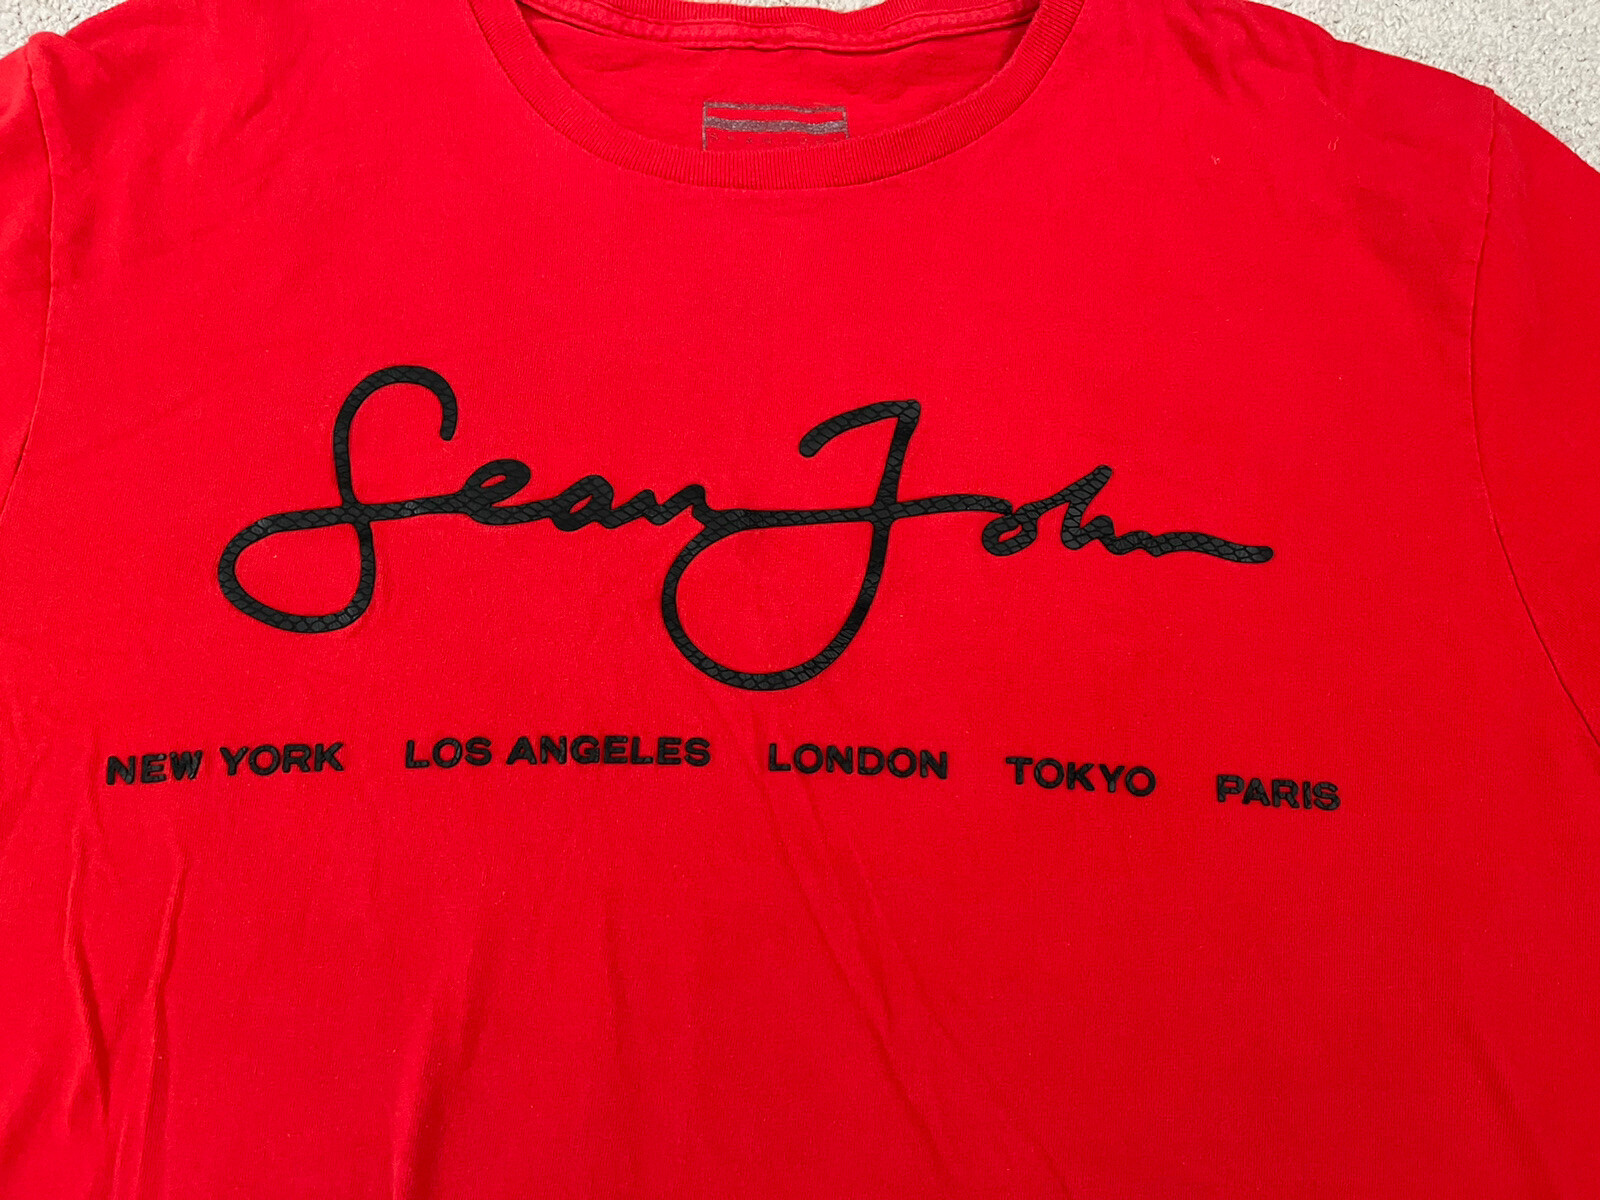 Sean John
NEW YORK LOS ANGELES LONDON TOKYO PARIS